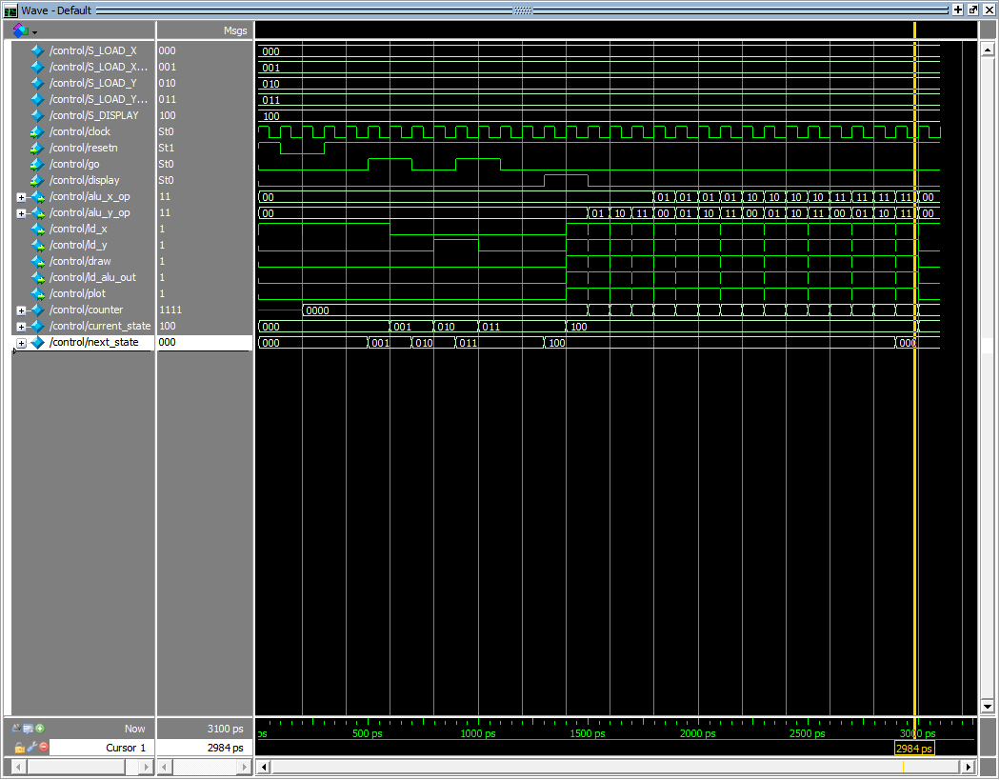 Wave - Default
Msgs
/control/S_LOAD_X 000 000
/control/S_LOAD_X... 001 001
/control/S_LOAD_Y 010 010
/control/S_LOAD_Y... 011 011
/control/S_DISPLAY 100 100
/control/clock St0
/control/resetn St1
/control/go St0
/control/display St0
/control/alu_x_op 11 00 01 01 01 01 10 10 10 10 11 11 11 11 00
/control/alu_y_op 11 00 01 10 11 00 01 10 11 00 01 10 11 00 01 10 11 00
/control/ld_x 1
/control/ld_y 1
/control/draw 1
/control/ld_alu_out 1
/control/plot 1
/control/counter 1111 0000
/control/current_state 100 000 001 010 011 100
/control/next_state 000 000 001 010 011 100 000
Now 3100 ps ps 500 ps 1000 ps 1500 ps 2000 ps 2500 ps 3000 ps
Cursor 1 2984 ps 2984 ps